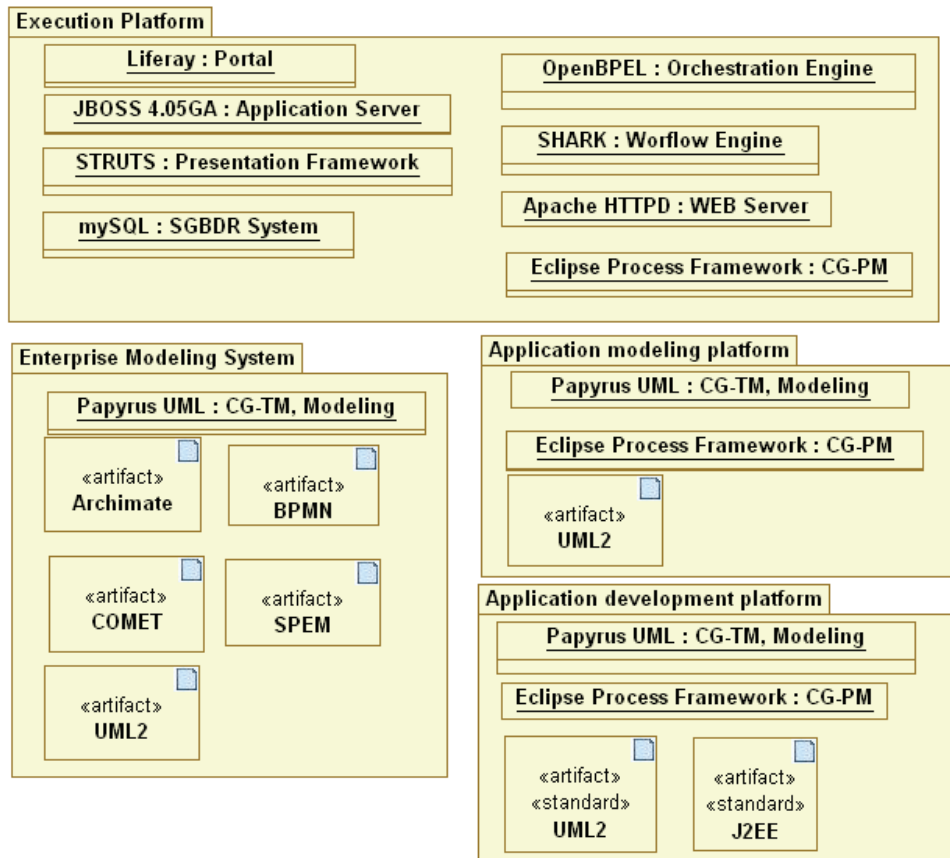 Execution Platform
Liferay : Portal
JBOSS 4.05GA : Application Server
STRUTS : Presentation Framework
mySQL : SGBDR System
OpenBPEL : Orchestration Engine
SHARK : Worflow Engine
Apache HTTPD : WEB Server
Eclipse Process Framework : CG-PM
Enterprise Modeling System
Papyrus UML : CG-TM, Modeling
«artifact»
Archimate
«artifact»
BPMN
«artifact»
COMET
«artifact»
SPEM
«artifact»
UML2
Application modeling platform
Papyrus UML : CG-TM, Modeling
Eclipse Process Framework : CG-PM
«artifact»
UML2
Application development platform
Papyrus UML : CG-TM, Modeling
Eclipse Process Framework : CG-PM
«artifact»
«standard»
UML2
«artifact»
«standard»
J2EE